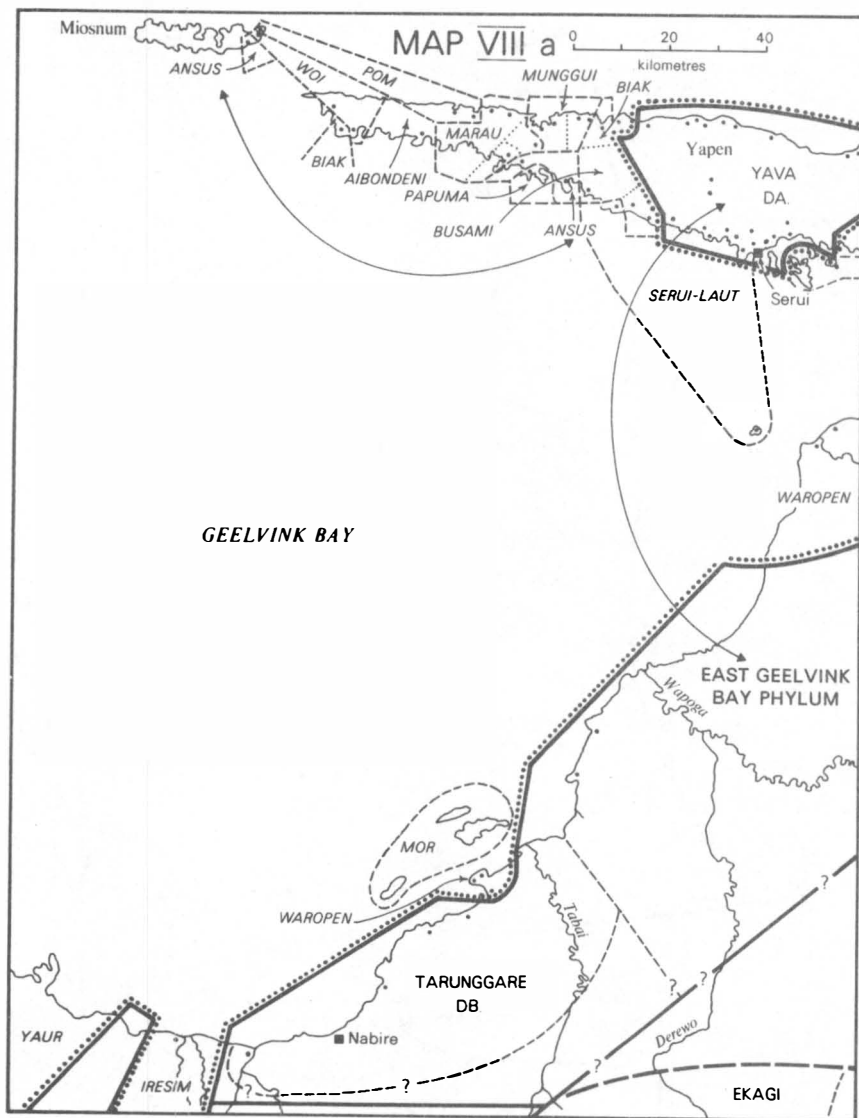 MAP VIII a
0 20 40
kilometres
Miosnum
ANSUS
WOI
POM
MUNGGUI
BIAK
MARAU
BIAK
AIBONDENI
PAPUMA
BUSAMI
ANSUS
Yapen
YAVA
DA.
SERUI-LAUT
Serui
WAROPEN
GEELVINK BAY
EAST GEELVINK
BAY PHYLUM
Wapoga
MOR
WAROPEN
Tabai
?
TARUNGGARE
DB
?
?
Derewo
Nabire
YAUR
IRESIM
?
?
?
EKAGI
?